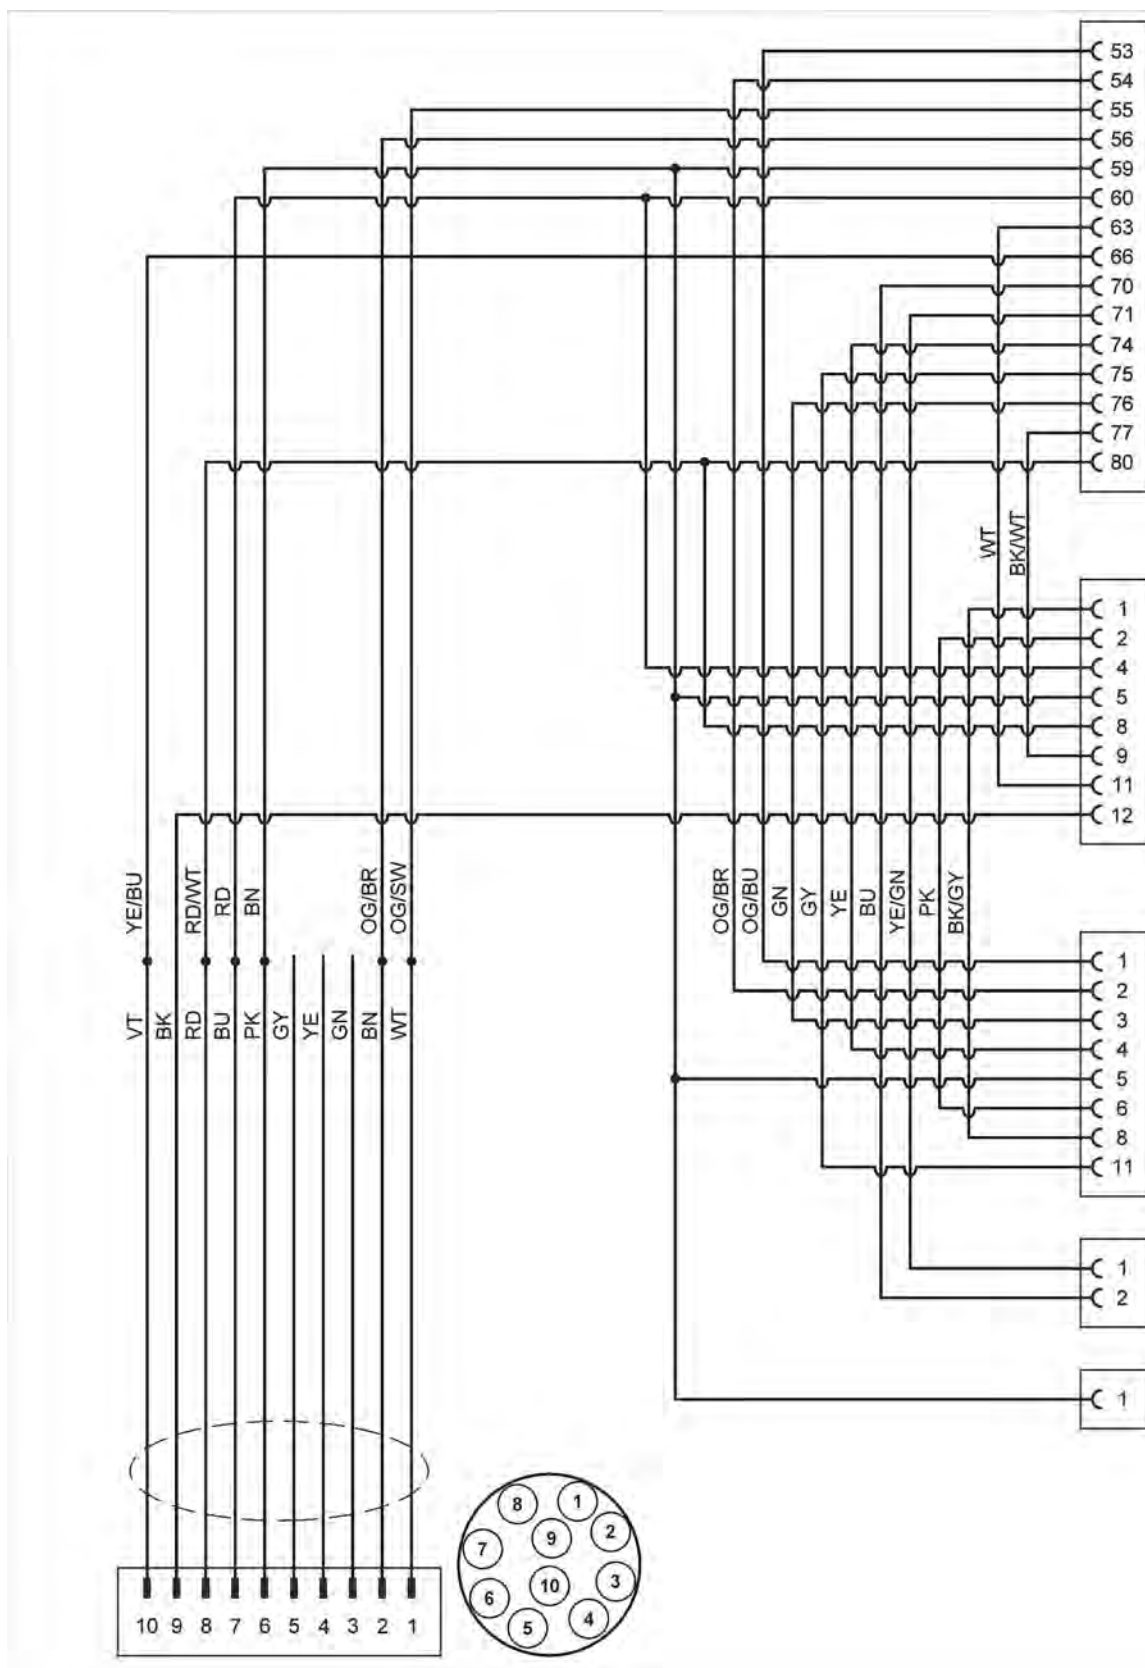 53
54
55
56
59
60
63
66
70
71
74
75
76
77
80
WT
BK/WT
1
2
4
5
8
9
11
12
YE/BU
RD/WT
RD
BN
OG/BR
OG/SW
OG/BR
OG/BU
GN
GY
YE
BU
YE/GN
PK
BK/GY
VT
BK
RD
BU
PK
GY
YE
GN
BN
WT
1
2
3
4
5
6
8
11
1
2
1
8 1
9 2
7
10 3
6
5 4
10 9 8 7 6 5 4 3 2 1